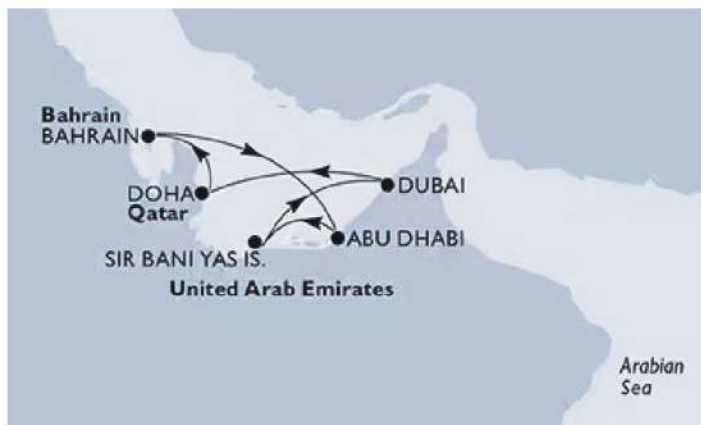 Bahrain
BAHRAIN
DOHA
Qatar
DUBAI
ABU DHABI
SIR BANI YAS IS.
United Arab Emirates
Arabian
Sea